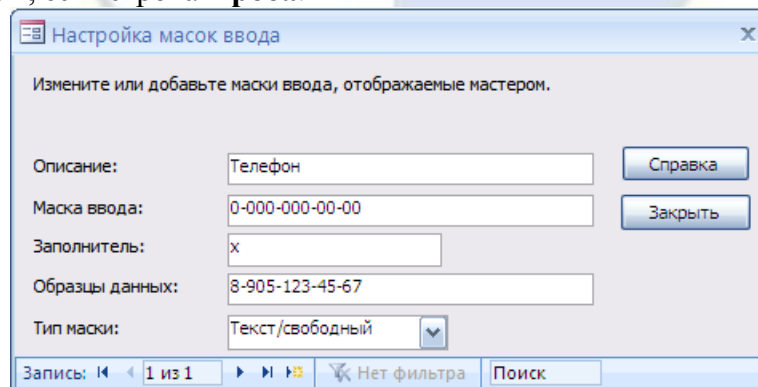 Настройка масок ввода
Измените или добавьте маски ввода, отображаемые мастером.
Описание: Телефон Справка
Маска ввода: 0-000-000-00-00 Закрыть
Заполнитель: x
Образцы данных: 8-905-123-45-67
Тип маски: Текст/свободный
Запись: 1 из 1 Нет фильтра Поиск